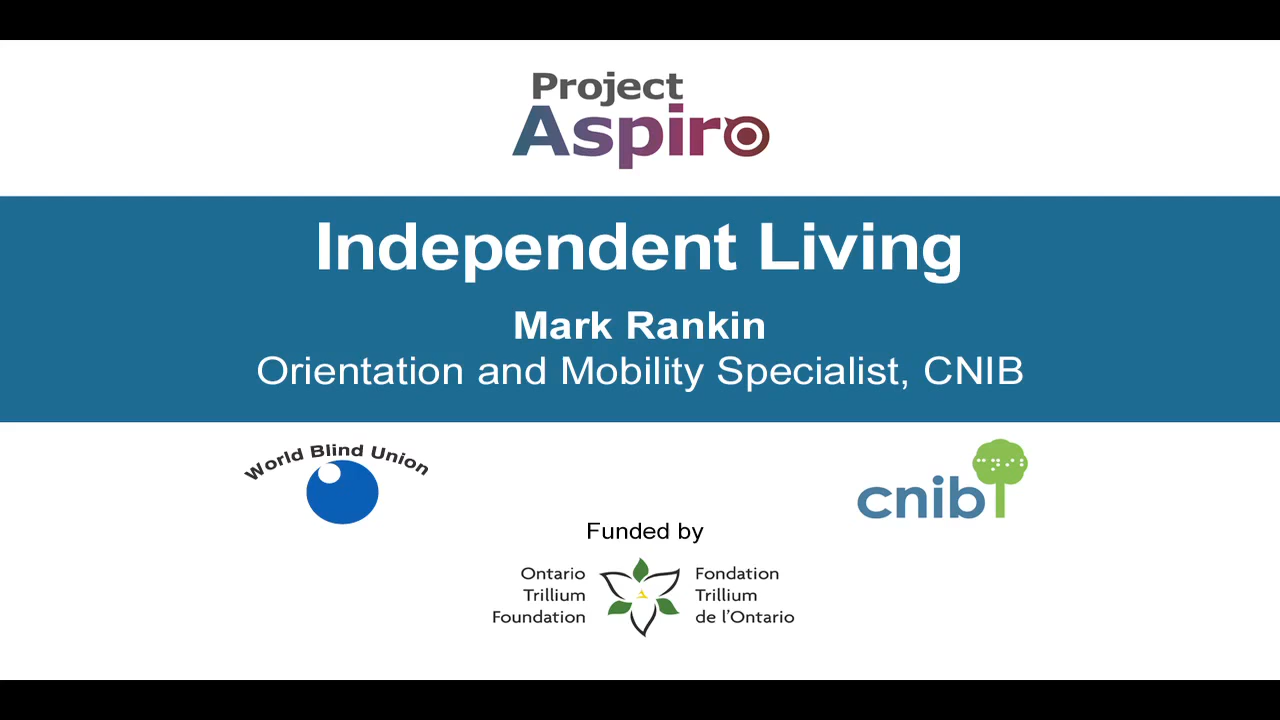 Project
Aspiro
Independent Living
Mark Rankin
Orientation and Mobility Specialist, CNIB
World Blind Union
cnib
Funded by
Ontario
Trillium
Foundation
Fondation
Trillium
de l'Ontario